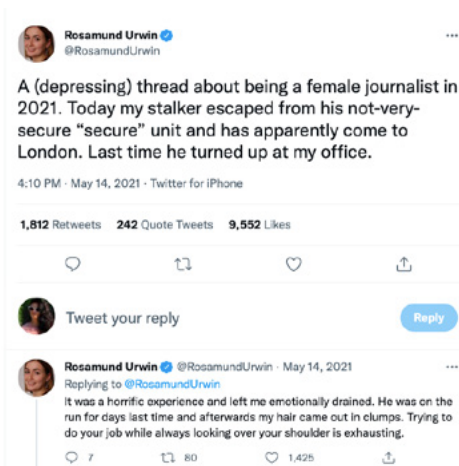 Rosamund Urwin
@RosamundUrwin
A (depressing) thread about being a female journalist in
2021. Today my stalker escaped from his not-very-
secure “secure” unit and has apparently come to
London. Last time he turned up at my office.
4:10 PM · May 14, 2021 · Twitter for iPhone
1,812 Retweets 242 Quote Tweets 9,552 Likes
Tweet your reply
Reply
Rosamund Urwin @RosamundUrwin · May 14, 2021
Replying to @RosamundUrwin
It was a horrific experience and left me emotionally drained. He was on the
run for days last time and afterwards my hair came out in clumps. Trying to
do your job while always looking over your shoulder is exhausting.
7 80 1,425